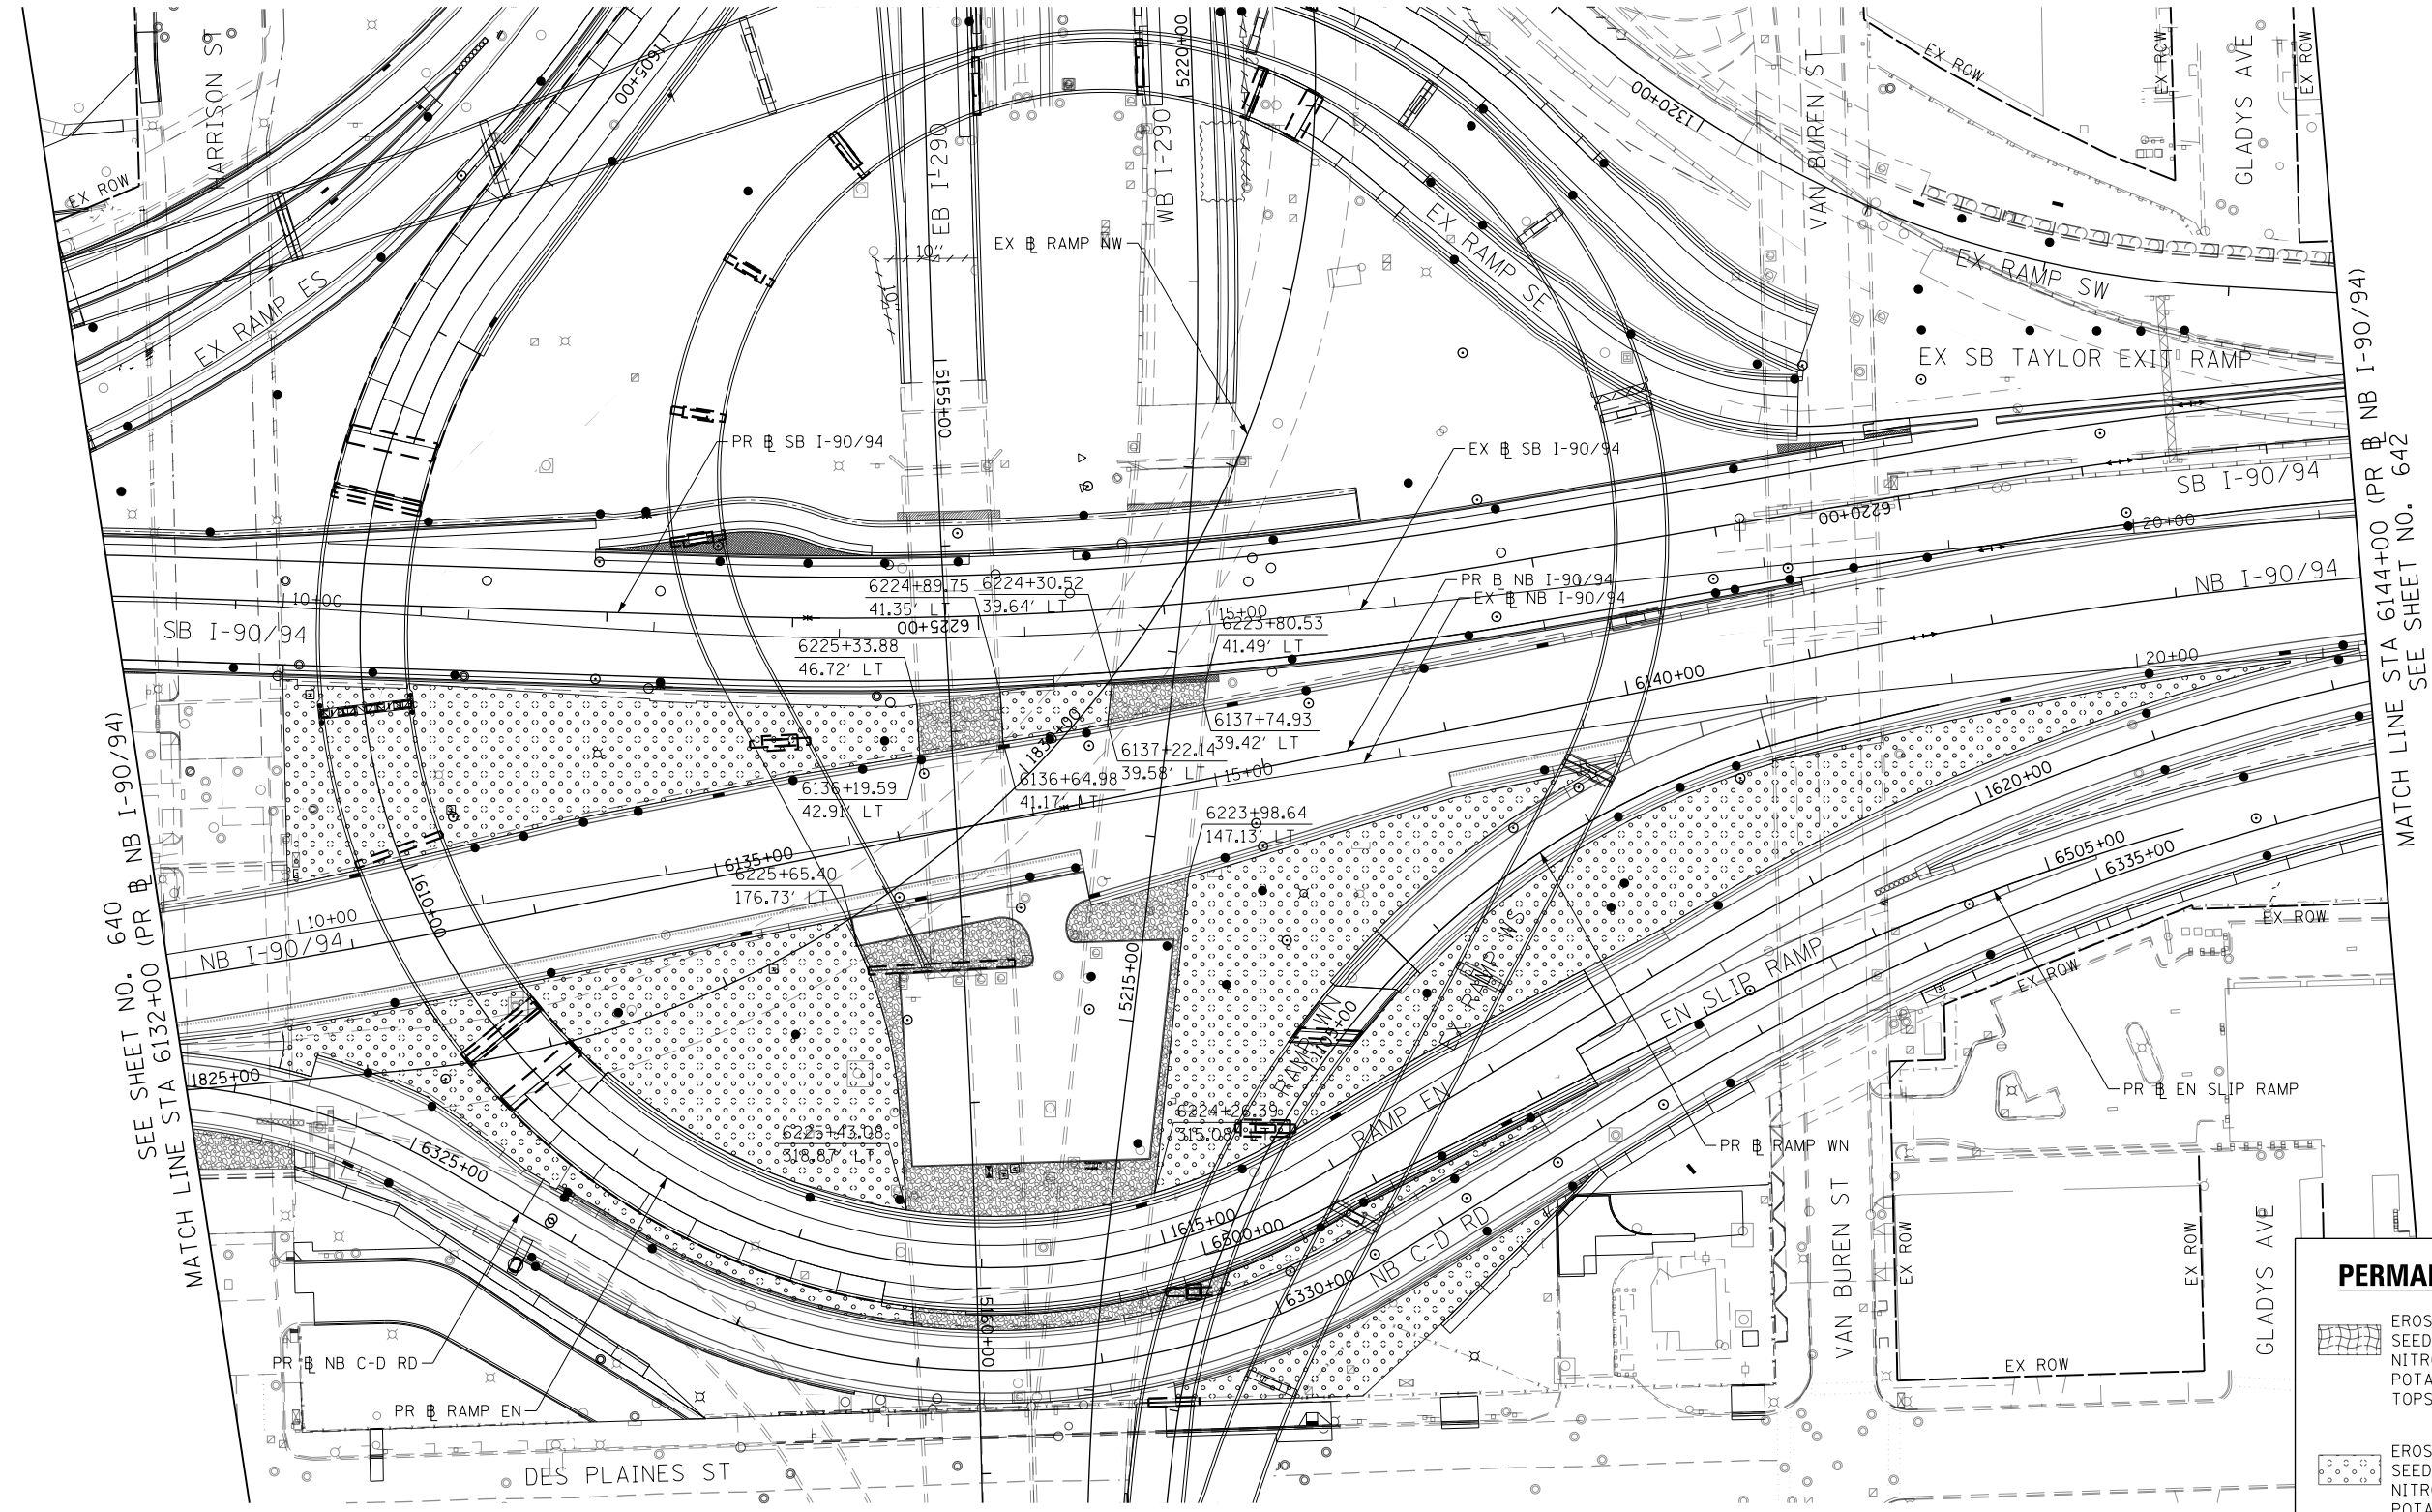 HARRISON ST
1605+00
EB I-290
WB I-290
5220+00
1320+00
VAN BUREN ST
EX ROW
EX ROW
GLADYS AVE
EX ROW
EX ROW
EX RAMP ES
10''
10'
EX ⅊ RAMP NW
EX RAMP SE
EX RAMP SW
EX SB TAYLOR EXIT RAMP
5155+00
PR ⅊ SB I-90/94
EX ⅊ SB I-90/94
SB I-90/94
6220+00
20+00
MATCH LINE STA 6144+00 (PR ⅊ NB I-90/94)
SEE SHEET NO. 642
10+00
SB I-90/94
6224+89.75
41.35' LT
6224+30.52
39.64' LT
6225+00
15+00
6223+80.53
41.49' LT
PR ⅊ NB I-90/94
EX ⅊ NB I-90/94
NB I-90/94
6225+33.88
46.72' LT
20+00
6140+00
6137+74.93
39.42' LT
6137+22.14
39.58' LT
6136+64.98
41.17' LT
6136+19.59
42.91' LT
15+00
6223+98.64
147.13' LT
1620+00
6135+00
6225+65.40
176.73' LT
1610+00
10+00
NB I-90/94
SEE SHEET NO. 640
MATCH LINE STA 6132+00 (PR ⅊ NB I-90/94)
6505+00
6335+00
EX ROW
EX ROW
5215+00
EN SLIP RAMP
RAMP WN
RAMP EN
1825+00
PR ⅊ EN SLIP RAMP
6224+26.39
315.08' LT
6225+43.08
318.87' LT
6325+00
PR ⅊ RAMP WN
1615+00
6500+00
6330+00
NB C-D RD
5160+00
VAN BUREN ST
EX ROW
EX ROW
EX ROW
GLADYS AVE
PR ⅊ NB C-D RD
PR ⅊ RAMP EN
DES PLAINES ST
PERMA
EROS
SEED
NITR
POTA
TOPS
EROS
SEED
NITR
POTA